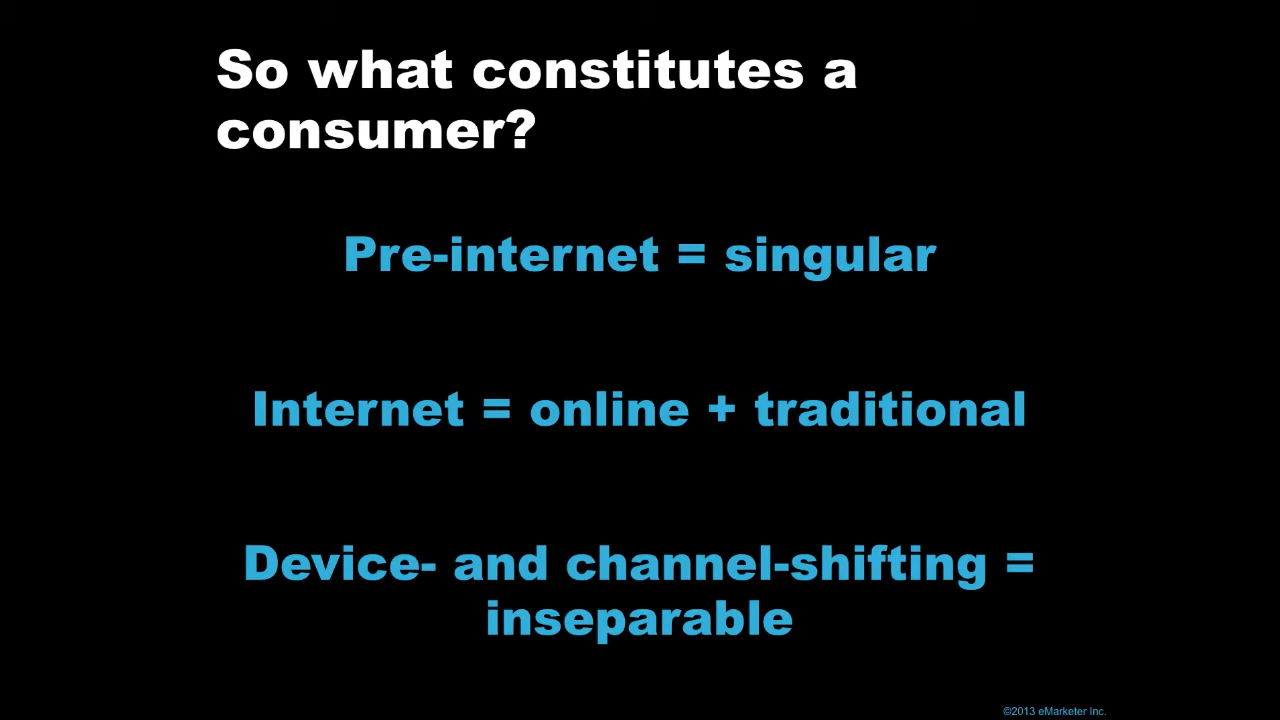 So what constitutes a
consumer?
Pre-internet = singular
Internet = online + traditional
Device- and channel-shifting =
inseparable
©2013 eMarketer Inc.